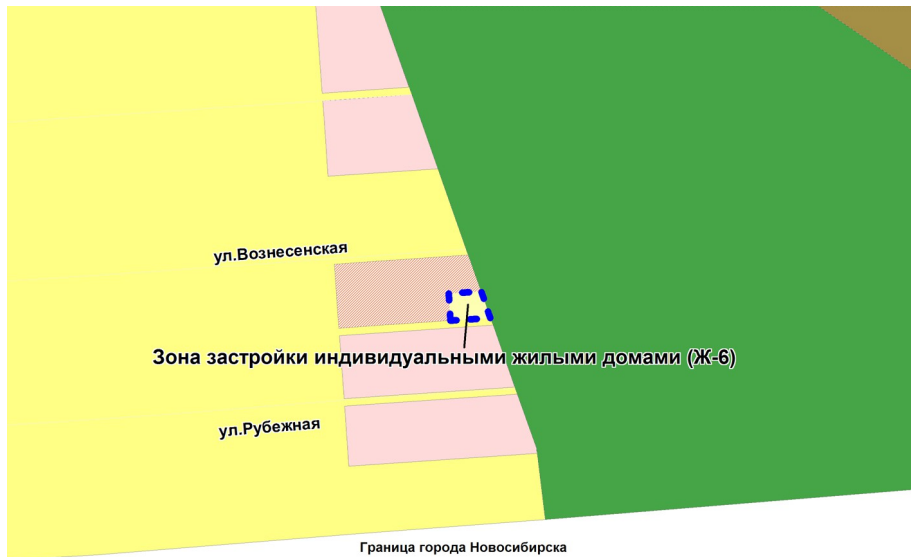 ул.Вознесенская
Зона застройки индивидуальными жилыми домами (Ж-6)
ул.Рубежная
Граница города Новосибирска